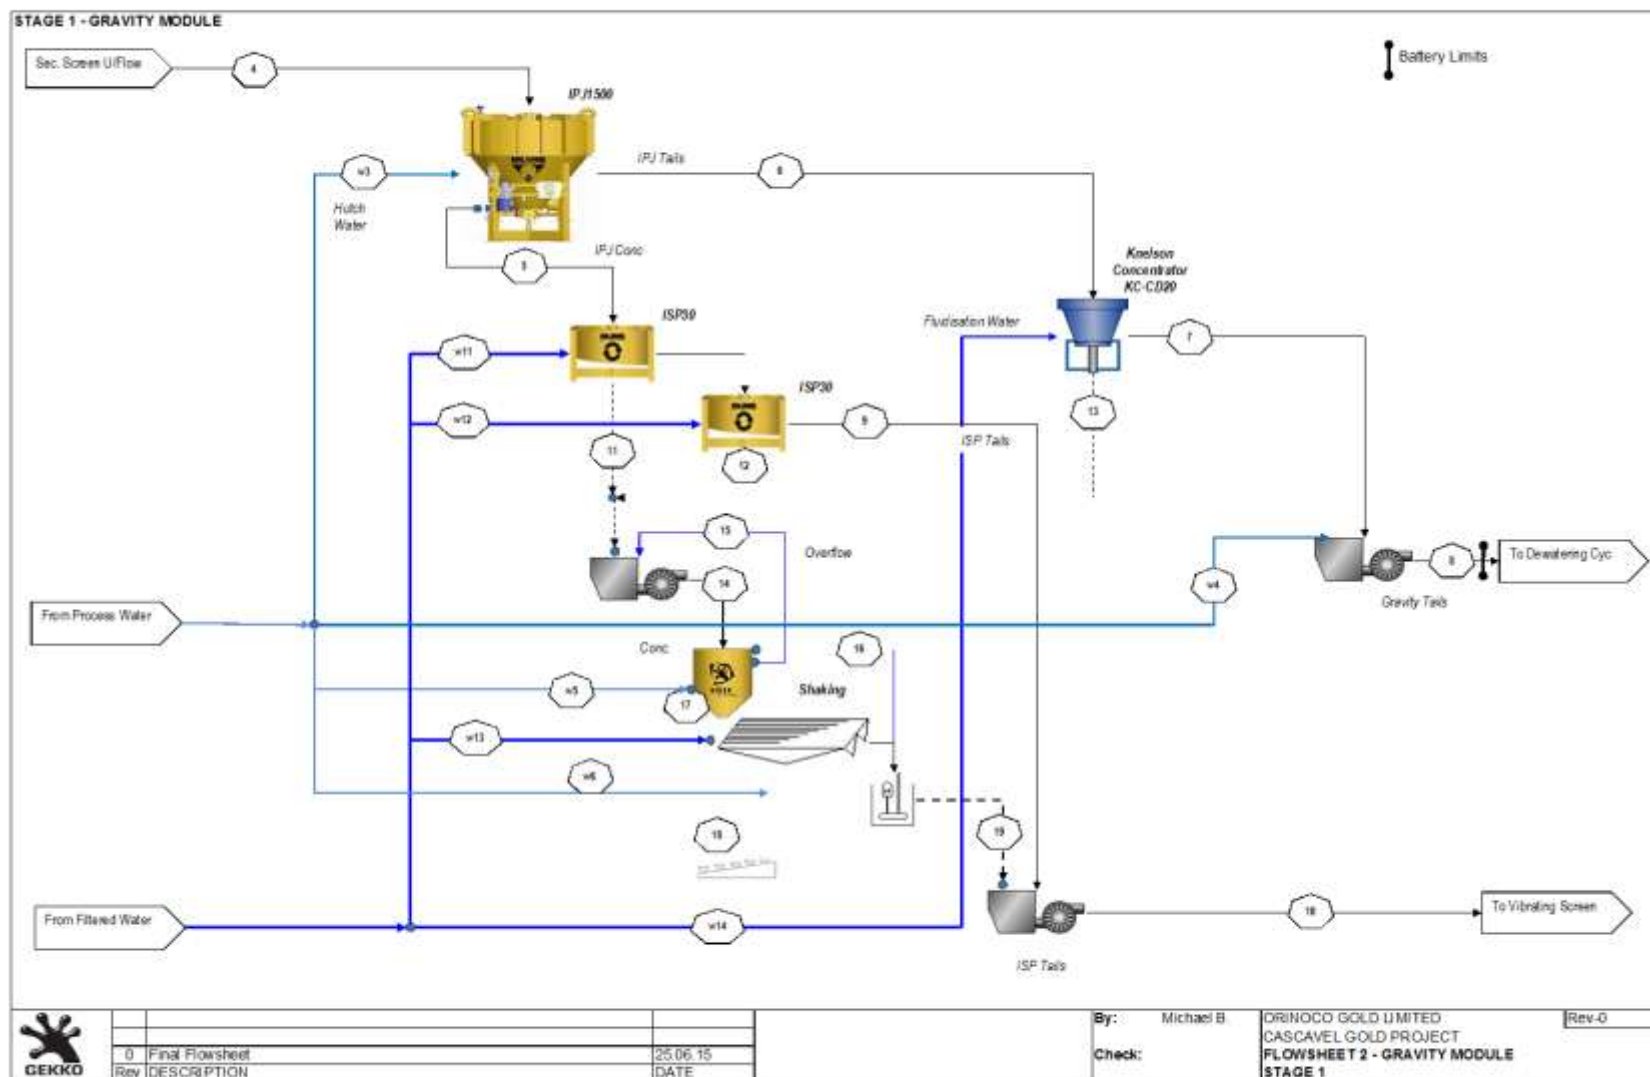 STAGE 1 - GRAVITY MODULE
Sec. Screen U/Flow
4
Battery Limits
IPJ1500
IPJ Tails
6
w3
Hutch
Water
IPJ Conc
5
Knelson
Concentrator
KC-CD20
ISP30
Fluidisation Water
7
w11
ISP30
w12
9
13
ISP Tails
11
12
15
Overflow
To Dewatering Cyc
14
8
w4
Gravity Tails
From Process Water
Conc
16
w5
17
Shaking
w13
w6
18
19
From Filtered Water
w14
10
To Vibrating Screen
ISP Tails
GEKKO
0 Final Flowsheet 25.06.15
Rev DESCRIPTION DATE
By: Michael B.
Check:
ORINOCO GOLD LIMITED
Rev-0
CASCAVEL GOLD PROJECT
FLOWSHEET 2 - GRAVITY MODULE
STAGE 1